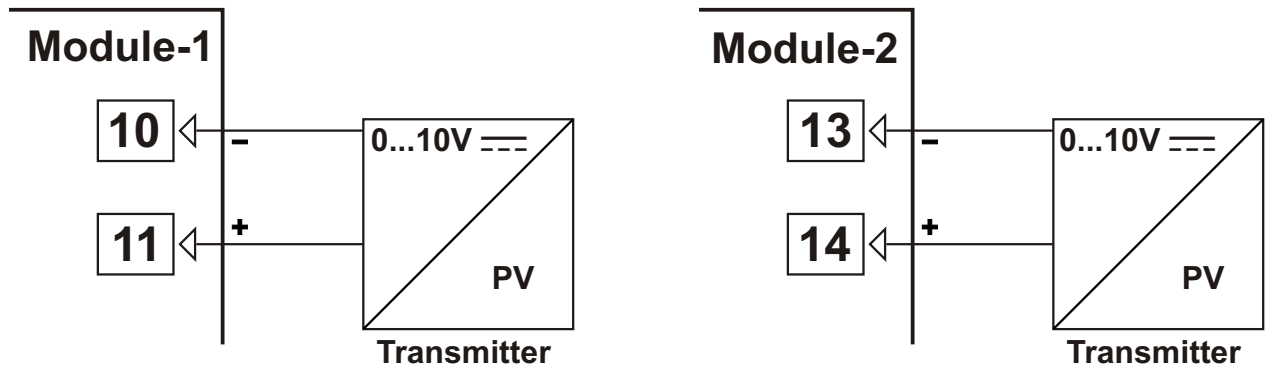 Module-1
10
−
0...10V
11
+
PV
Transmitter
Module-2
13
−
0...10V
14
+
PV
Transmitter